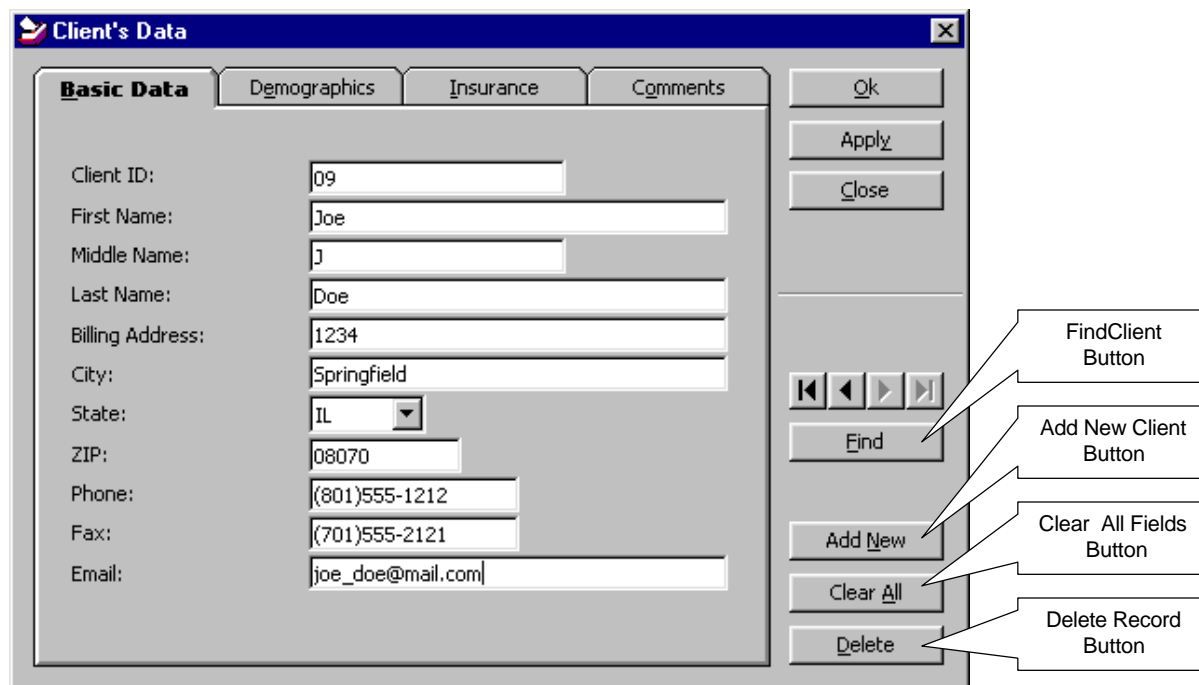 Client's Data
Basic Data
Demographics
Insurance
Comments
Ok
Apply
Close
Client ID: 09
First Name: Joe
Middle Name: J
Last Name: Doe
Billing Address: 1234
City: Springfield
State: IL
ZIP: 08070
Phone: (801)555-1212
Fax: (701)555-2121
Email: joe_doe@mail.com
Find
Add New
Clear All
Delete
FindClient
Button
Add New Client
Button
Clear All Fields
Button
Delete Record
Button